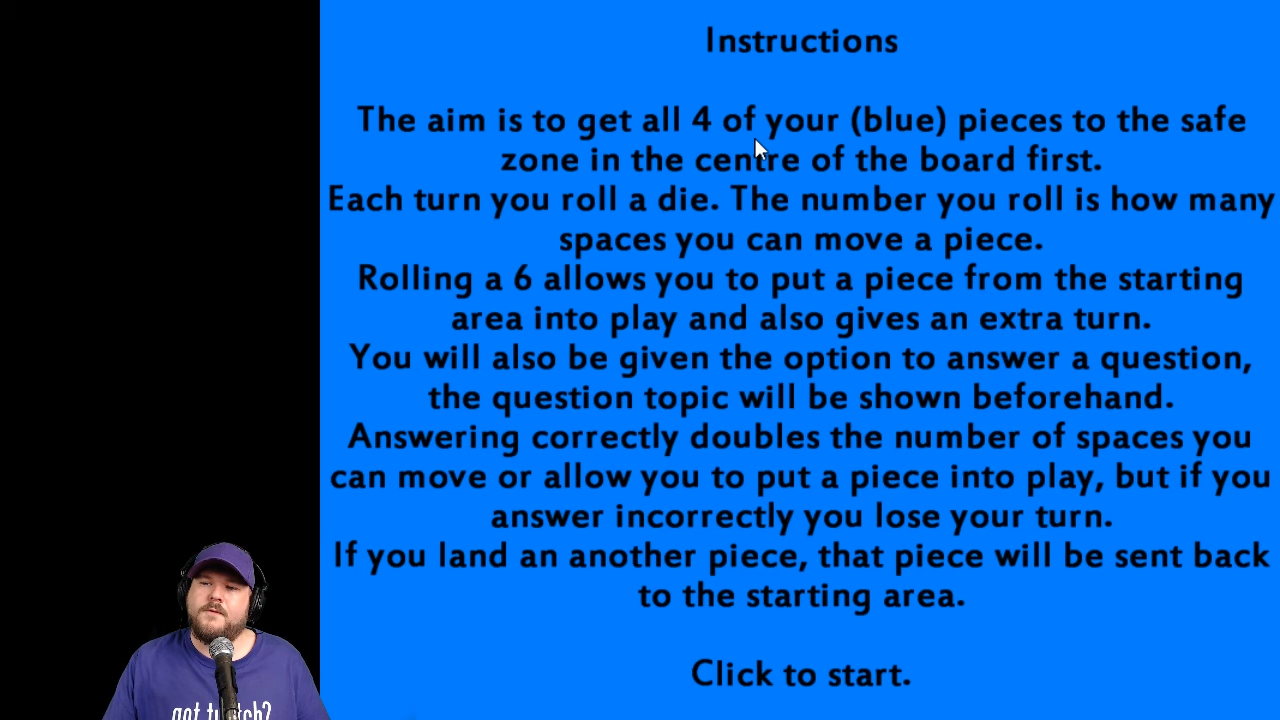 Instructions
The aim is to get all 4 of your (blue) pieces to the safe
zone in the centre of the board first.
Each turn you roll a die. The number you roll is how many
spaces you can move a piece.
Rolling a 6 allows you to put a piece from the starting
area into play and also gives an extra turn.
You will also be given the option to answer a question,
the question topic will be shown beforehand.
Answering correctly doubles the number of spaces you
can move or allow you to put a piece into play, but if you
answer incorrectly you lose your turn.
If you land an another piece, that piece will be sent back
to the starting area.
Click to start.
got twitch?